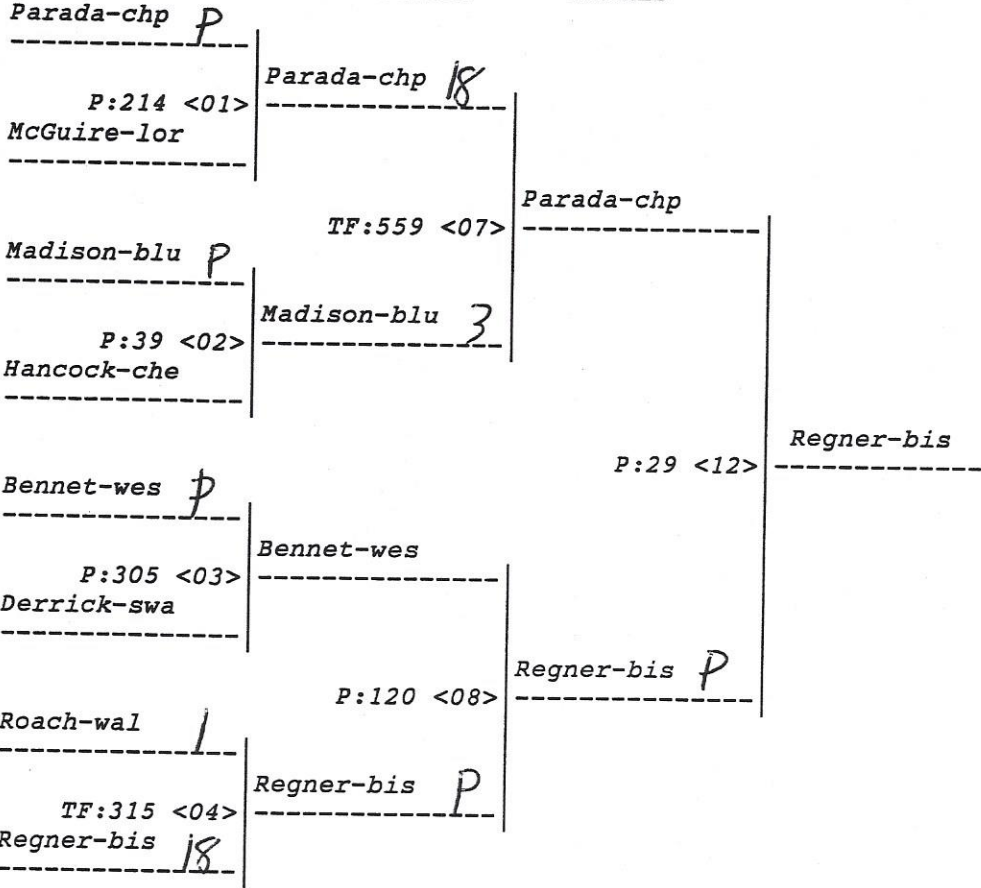 Parada-chp P
Parada-chp 18
P:214 <01>
McGuire-lor
Parada-chp
TF:559 <07>
Madison-blu P
Madison-blu 3
P:39 <02>
Hancock-che
Regner-bis
P:29 <12>
Bennet-wes P
Bennet-wes
P:305 <03>
Derrick-swa
Regner-bis P
P:120 <08>
Roach-wal 1
Regner-bis P
TF:315 <04>
Regner-bis 18